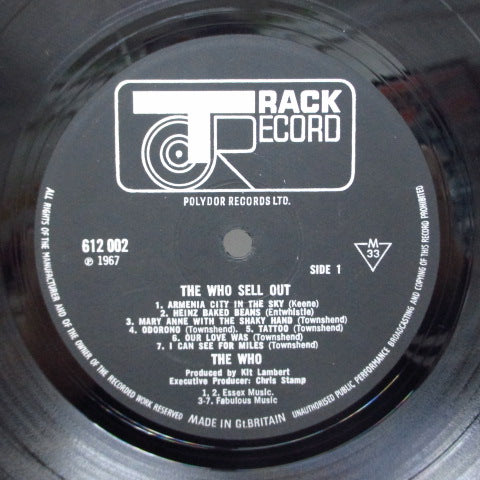 TRACK
RECORD
POLYDOR RECORDS LTD.
612 002
℗ 1967
SIDE 1
M
33
THE WHO SELL OUT
1. ARMENIA CITY IN THE SKY (Keene)
2. HEINZ BAKED BEANS (Entwhistle)
3. MARY ANNE WITH THE SHAKY HAND (Townshend)
4. ODORONO (Townshend). 5. TATTOO (Townshend)
6. OUR LOVE WAS (Townshend)
7. I CAN SEE FOR MILES (Townshend)
THE WHO
Produced by Kit Lambert
Executive Producer: Chris Stamp
1, 2. Essex Music.
3-7. Fabulous Music
ALL RIGHTS OF THE MANUFACTURER AND OF THE OWNER OF THE RECORDED WORK RESERVED
MADE IN Gt.BRITAIN
UNAUTHORISED PUBLIC PERFORMANCE BROADCASTING AND COPYING OF THIS RECORD PROHIBITED